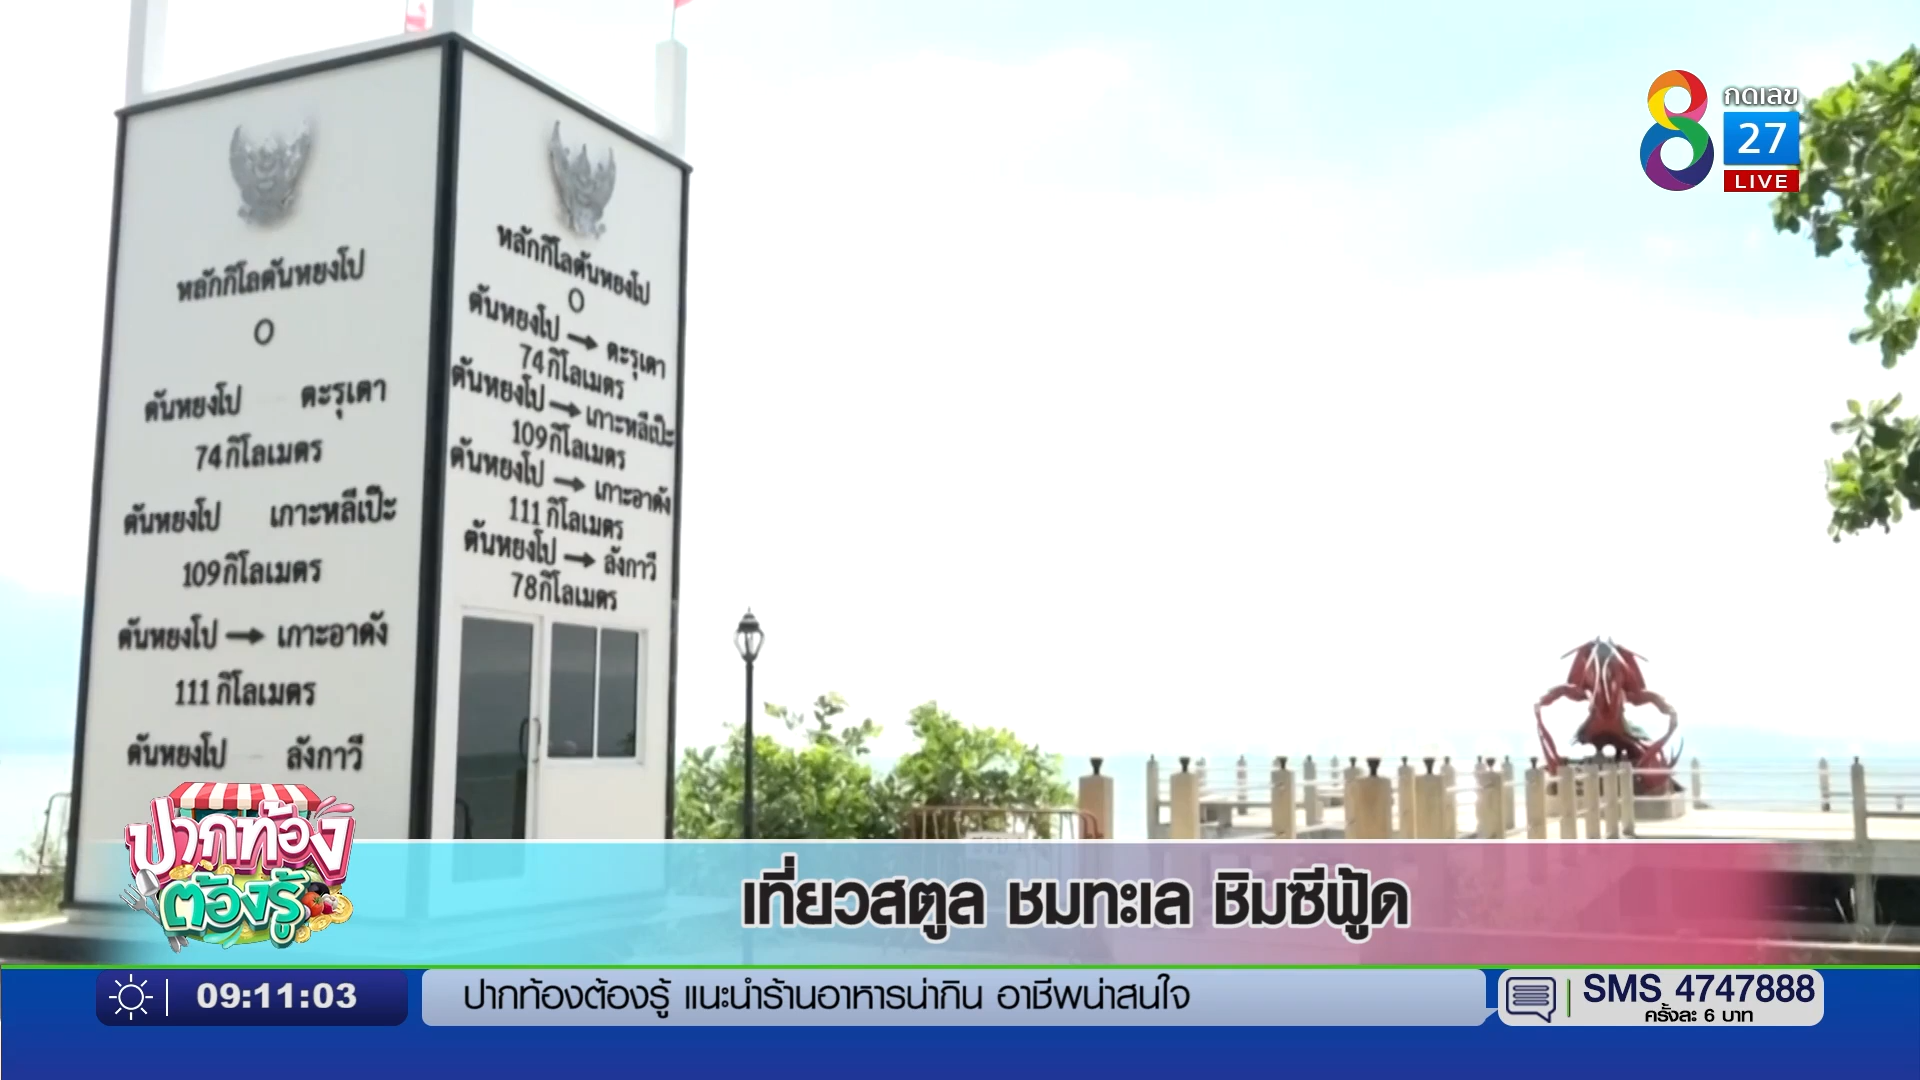 กดเลข
27
LIVE
หลักกิโลตันหยงโป
0
ตันหยงโป ตะรุเตา
74 กิโลเมตร
ตันหยงโป เกาะหลีเป๊ะ
109 กิโลเมตร
ตันหยงโป → เกาะอาดัง
111 กิโลเมตร
ตันหยงโป ลังกาวี
หลักกิโลตันหยงโป
0
ตันหยงโป → ตะรุเตา
74 กิโลเมตร
ตันหยงโป → เกาะหลีเป๊ะ
109 กิโลเมตร
ตันหยงโป → เกาะอาดัง
111 กิโลเมตร
ตันหยงโป → ลังกาวี
78 กิโลเมตร
ปากท้อง
ต้องรู้
เที่ยวสตูล ชมทะเล ชิมซีฟู้ด
09:11:03
ปากท้องต้องรู้ แนะนำร้านอาหารน่ากิน อาชีพน่าสนใจ
SMS 4747888
ครั้งละ 6 บาท